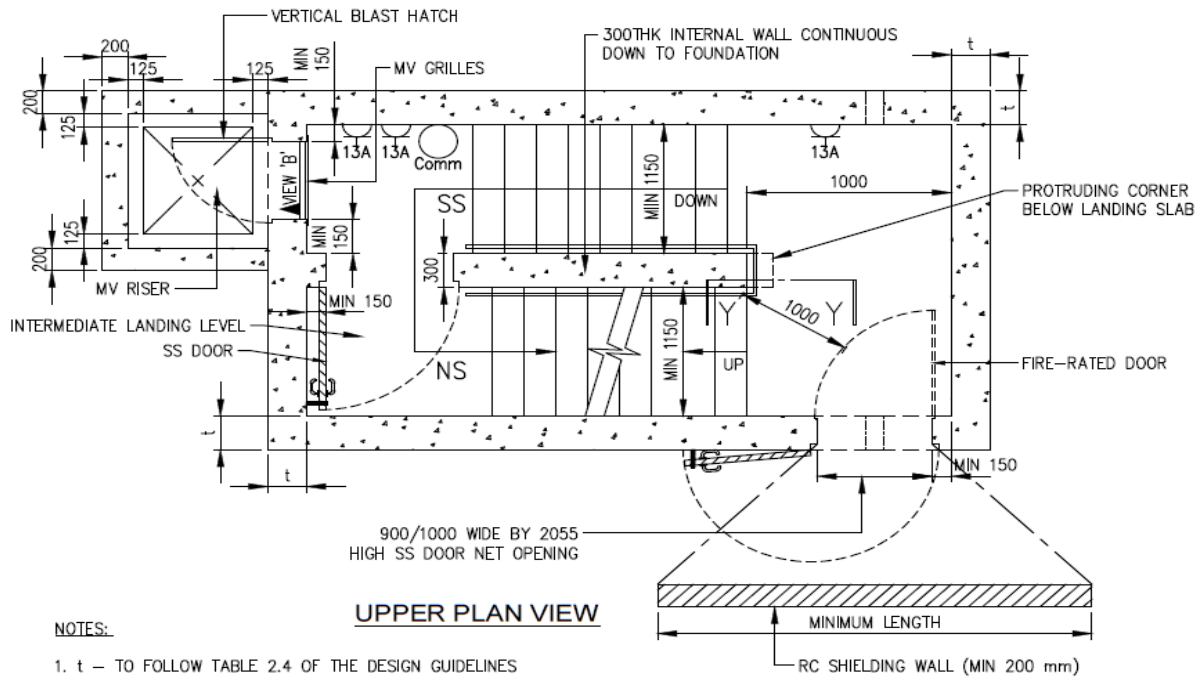 VERTICAL BLAST HATCH
200
125
125
MIN
150
MV GRILLES
300THK INTERNAL WALL CONTINUOUS
DOWN TO FOUNDATION
t
200
125
t
13A
13A
Comm
13A
VIEW 'B'
SS
MIN 1150
DOWN
1000
PROTRUDING CORNER
BELOW LANDING SLAB
125
200
MIN
150
300
MV RISER
MIN 150
INTERMEDIATE LANDING LEVEL
SS DOOR
NS
MIN 1150
UP
Y
Y
1000
FIRE-RATED DOOR
t
t
MIN 150
900/1000 WIDE BY 2055
HIGH SS DOOR NET OPENING
UPPER PLAN VIEW
MINIMUM LENGTH
RC SHIELDING WALL (MIN 200 mm)
NOTES:
1. t – TO FOLLOW TABLE 2.4 OF THE DESIGN GUIDELINES